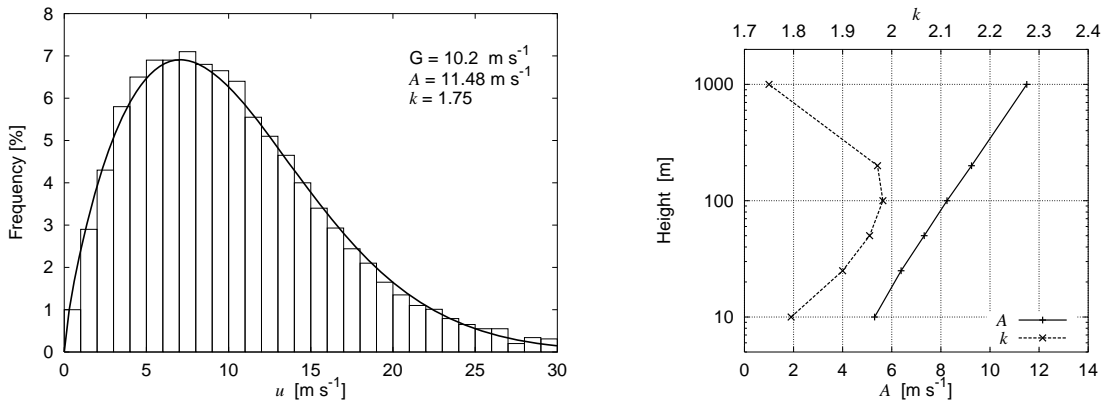 8
7
6
5
4
3
2
1
0
Frequency [%]
G = 10.2 m s⁻¹
A = 11.48 m s⁻¹
k = 1.75
0 5 10 15 20 25 30
u [m s⁻¹]
k
1.7 1.8 1.9 2 2.1 2.2 2.3 2.4
1000
100
10
Height [m]
A
k
0 2 4 6 8 10 12 14
A [m s⁻¹]